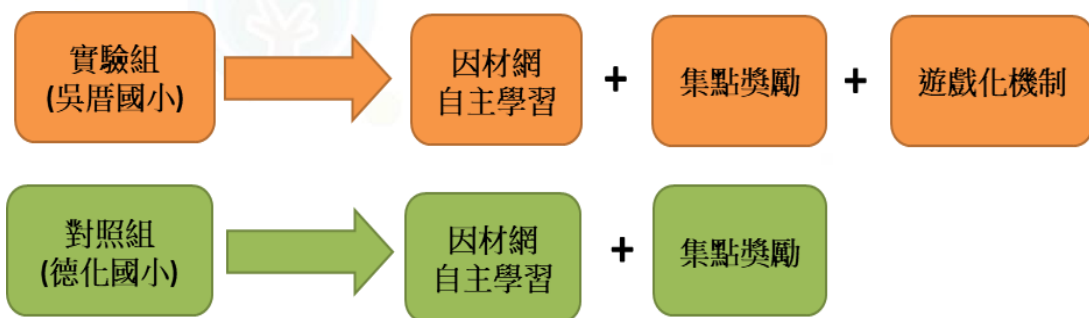 實驗組
(吳厝國小)
因材網
自主學習
+
集點獎勵
+
遊戲化機制
對照組
(德化國小)
因材網
自主學習
+
集點獎勵